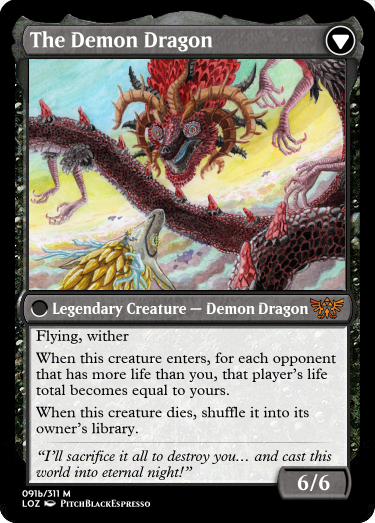 The Demon Dragon
Legendary Creature — Demon Dragon
Flying, wither
When this creature enters, for each opponent
that has more life than you, that player's life
total becomes equal to yours.
When this creature dies, shuffle it into its
owner's library.
"I'll sacrifice it all to destroy you… and cast this
world into eternal night!"
6/6
091b/311 M
LOZ PitchBlackEspresso